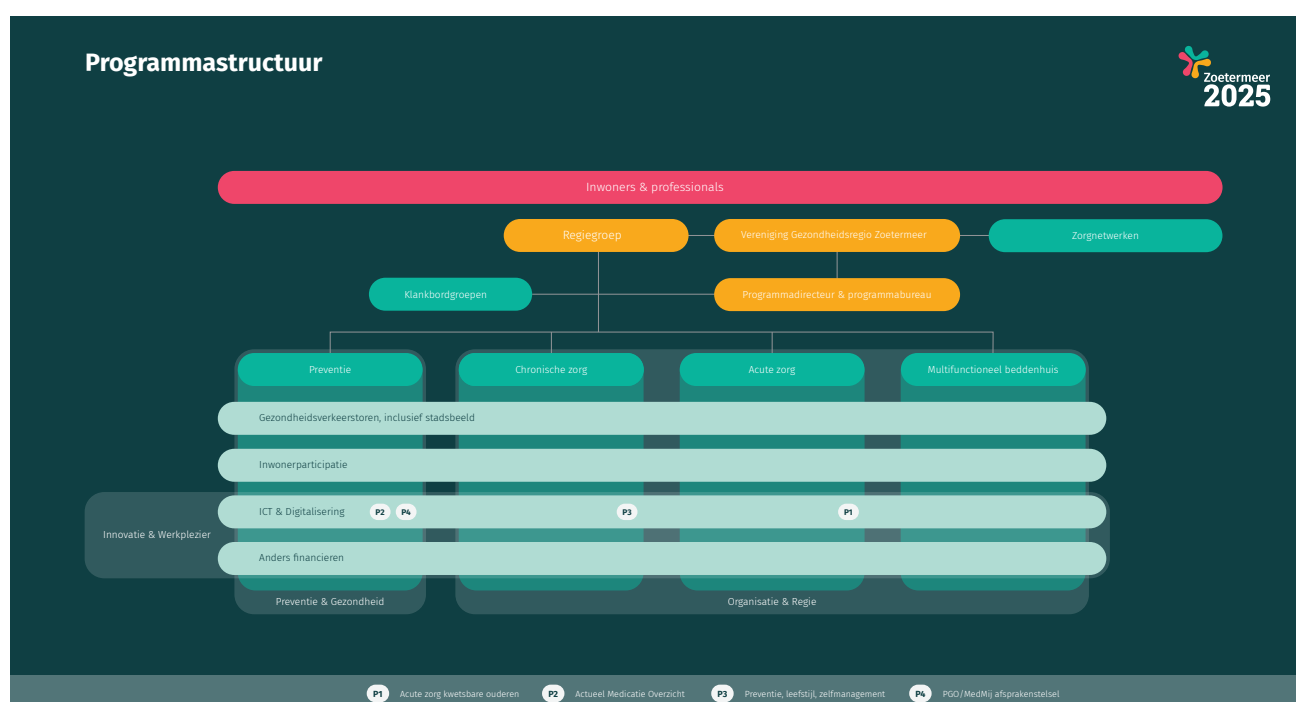 Programmastructuur
Zoetermeer
2025
Inwoners & professionals
Regiegroep
Vereniging Gezondheidsregio Zoetermeer
Zorgnetwerken
Klankbordgroepen
Programmadirecteur & programmabureau
Preventie
Chronische zorg
Acute zorg
Multifunctioneel beddenhuis
Gezondheidsverkeerstoren, inclusief stadsbeeld
Inwonerparticipatie
ICT & Digitalisering
P2
P4
P3
P1
Innovatie & Werkplezier
Anders financieren
Preventie & Gezondheid
Organisatie & Regie
P1 Acute zorg kwetsbare ouderen
P2 Actueel Medicatie Overzicht
P3 Preventie, leefstijl, zelfmanagement
P4 PGO/MedMij afsprakenstelsel